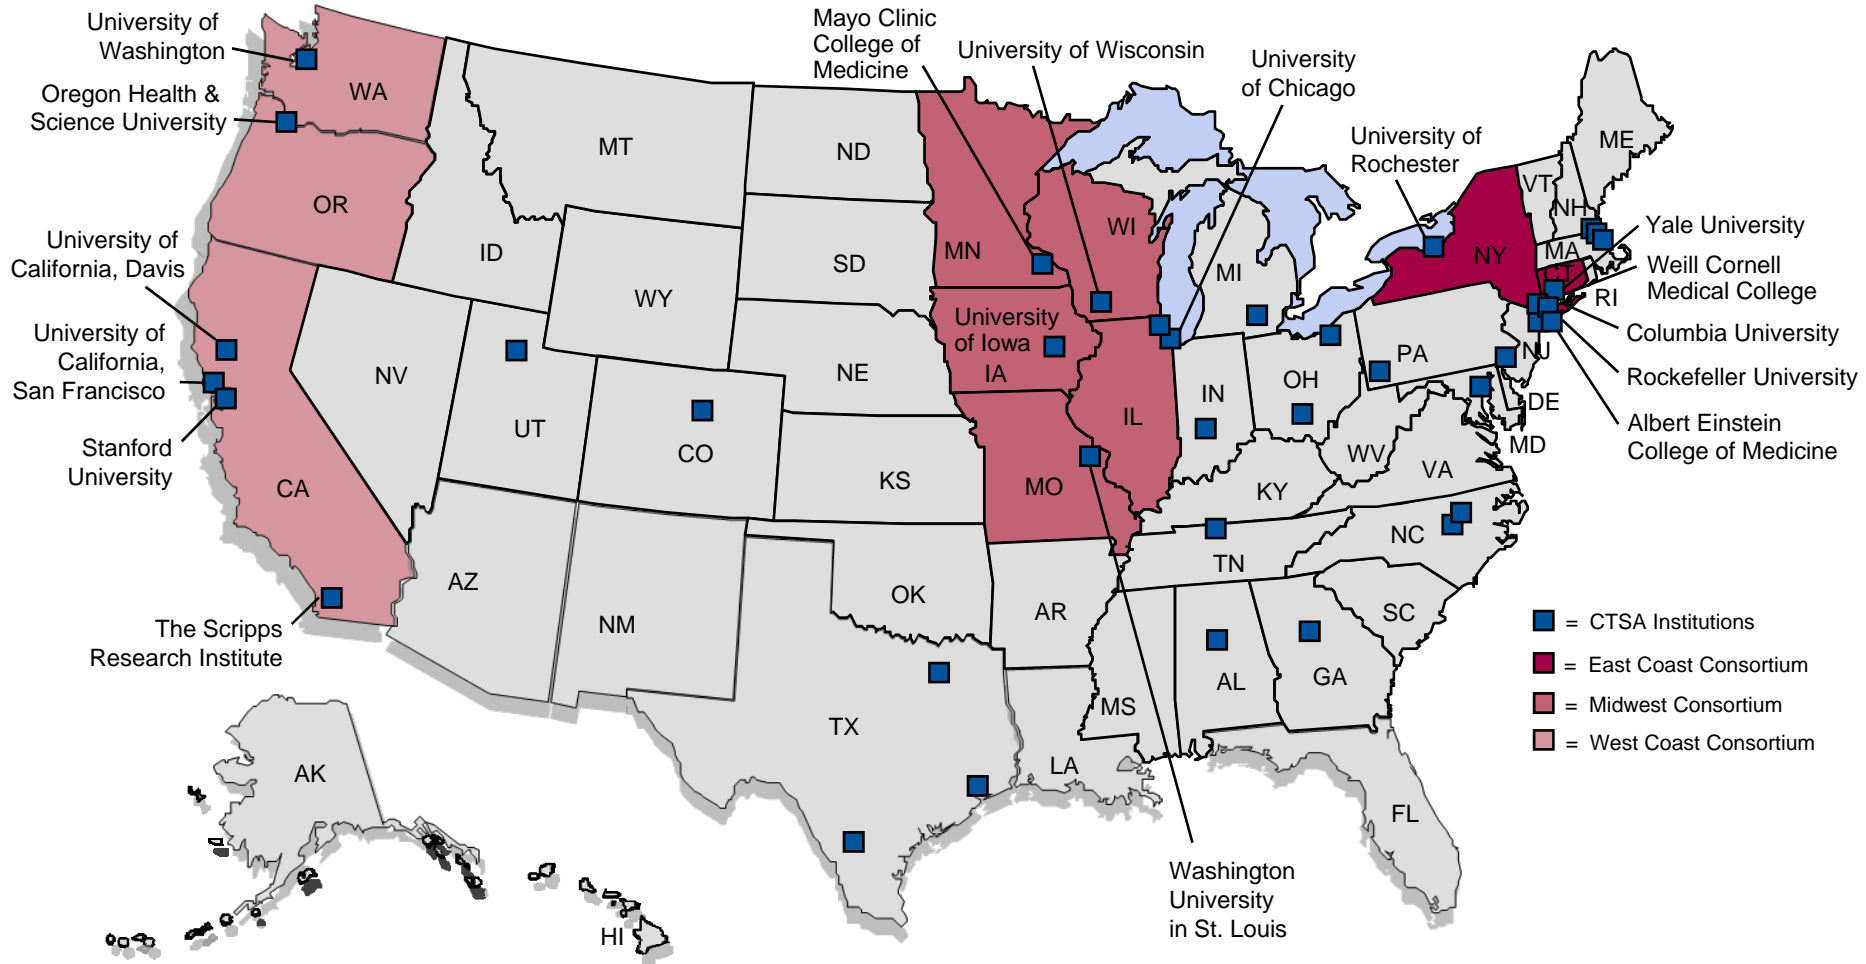 University of
Washington
Oregon Health &
Science University
University of
California, Davis
University of
California,
San Francisco
Stanford
University
The Scripps
Research Institute
Mayo Clinic
College of
Medicine
University of Wisconsin
University
of Chicago
University of
Rochester
Yale University
Weill Cornell
Medical College
Columbia University
Rockefeller University
Albert Einstein
College of Medicine
University
of Iowa
Washington
University
in St. Louis
WA
OR
CA
ID
NV
MT
WY
UT
CO
AZ
NM
ND
SD
NE
KS
OK
TX
MN
IA
MO
AR
LA
WI
IL
MI
IN
OH
KY
TN
MS
AL
GA
FL
SC
NC
VA
WV
PA
NY
VT
NH
ME
MA
CT
RI
NJ
DE
MD
AK
HI
= CTSA Institutions
= East Coast Consortium
= Midwest Consortium
= West Coast Consortium